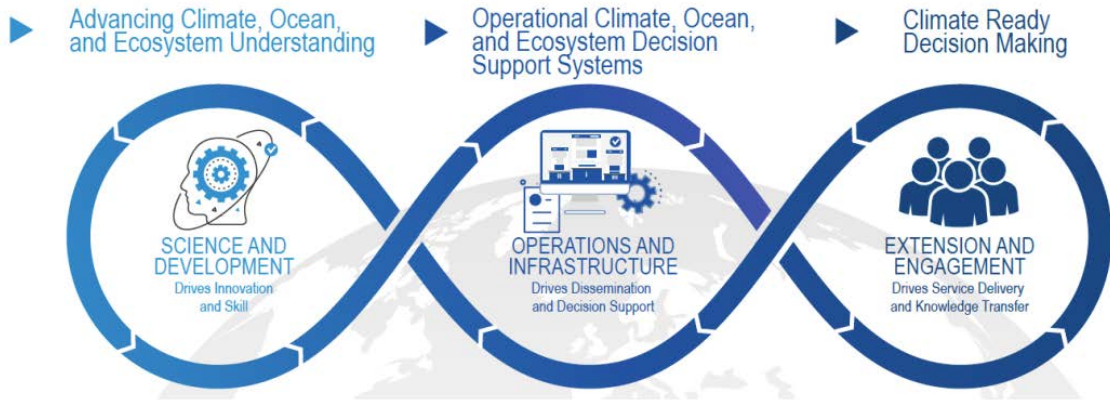 Advancing Climate, Ocean,
and Ecosystem Understanding
Operational Climate, Ocean,
and Ecosystem Decision
Support Systems
Climate Ready
Decision Making
SCIENCE AND
DEVELOPMENT
Drives Innovation
and Skill
OPERATIONS AND
INFRASTRUCTURE
Drives Dissemination
and Decision Support
EXTENSION AND
ENGAGEMENT
Drives Service Delivery
and Knowledge Transfer